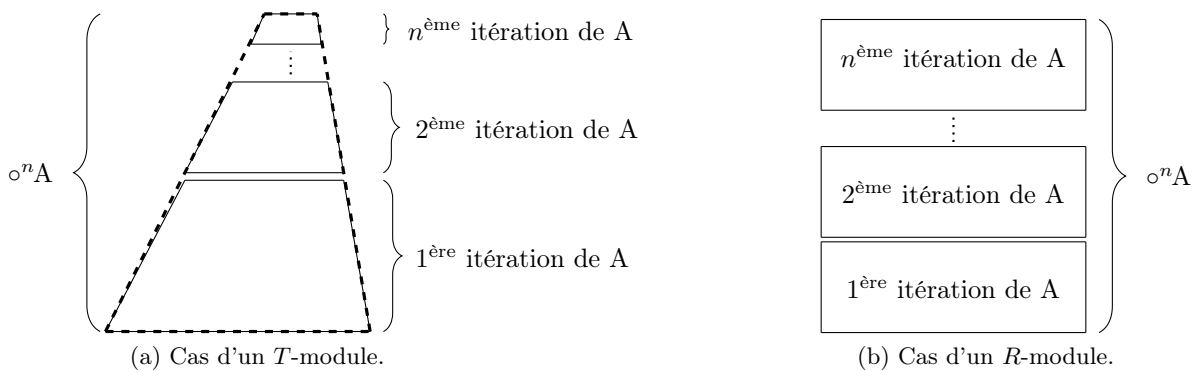 ∘ⁿA
nᵉ̀ᵐᵉ itération de A
⋮
2ᵉ̀ᵐᵉ itération de A
1ᵉ̀ʳᵉ itération de A
(a) Cas d'un T-module.
nᵉ̀ᵐᵉ itération de A
⋮
2ᵉ̀ᵐᵉ itération de A
1ᵉ̀ʳᵉ itération de A
∘ⁿA
(b) Cas d'un R-module.